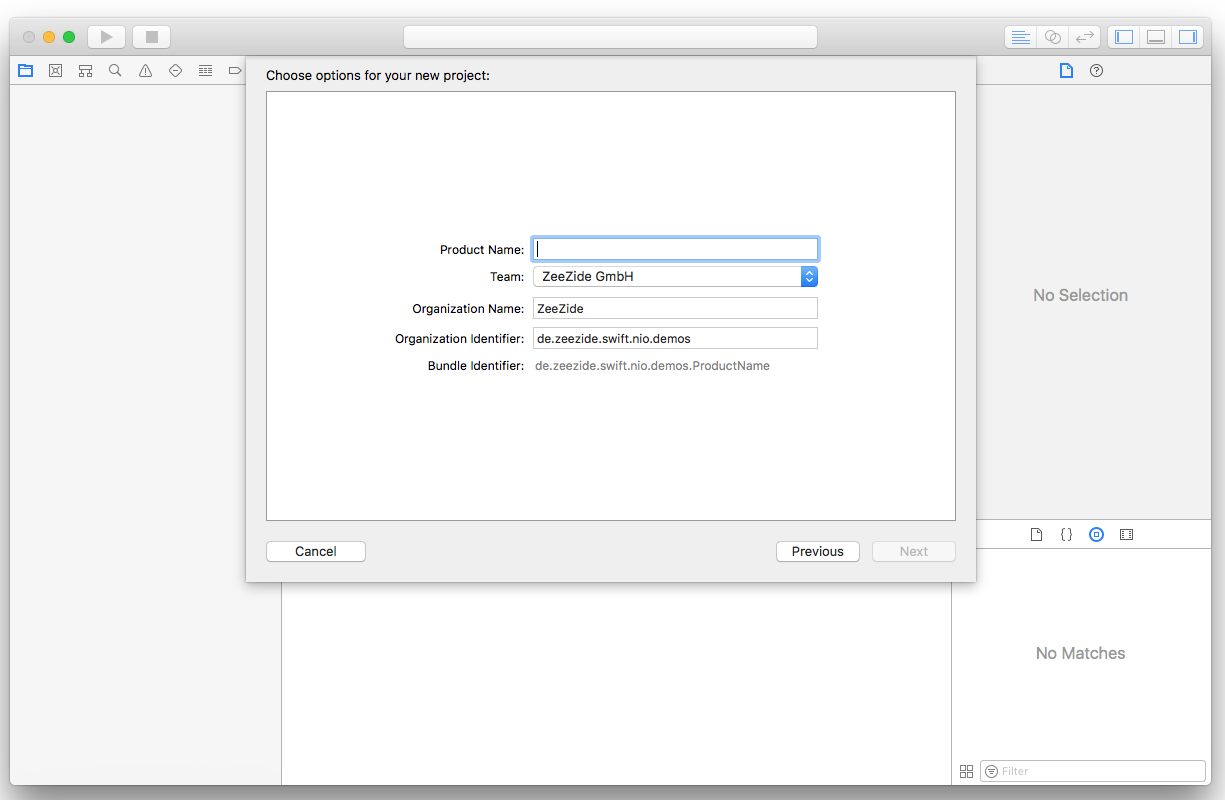 Choose options for your new project:
Product Name:
Team: ZeeZide GmbH
Organization Name: ZeeZide
Organization Identifier: de.zeezide.swift.nio.demos
Bundle Identifier: de.zeezide.swift.nio.demos.ProductName
Cancel Previous Next
No Selection
{ }
No Matches
Filter